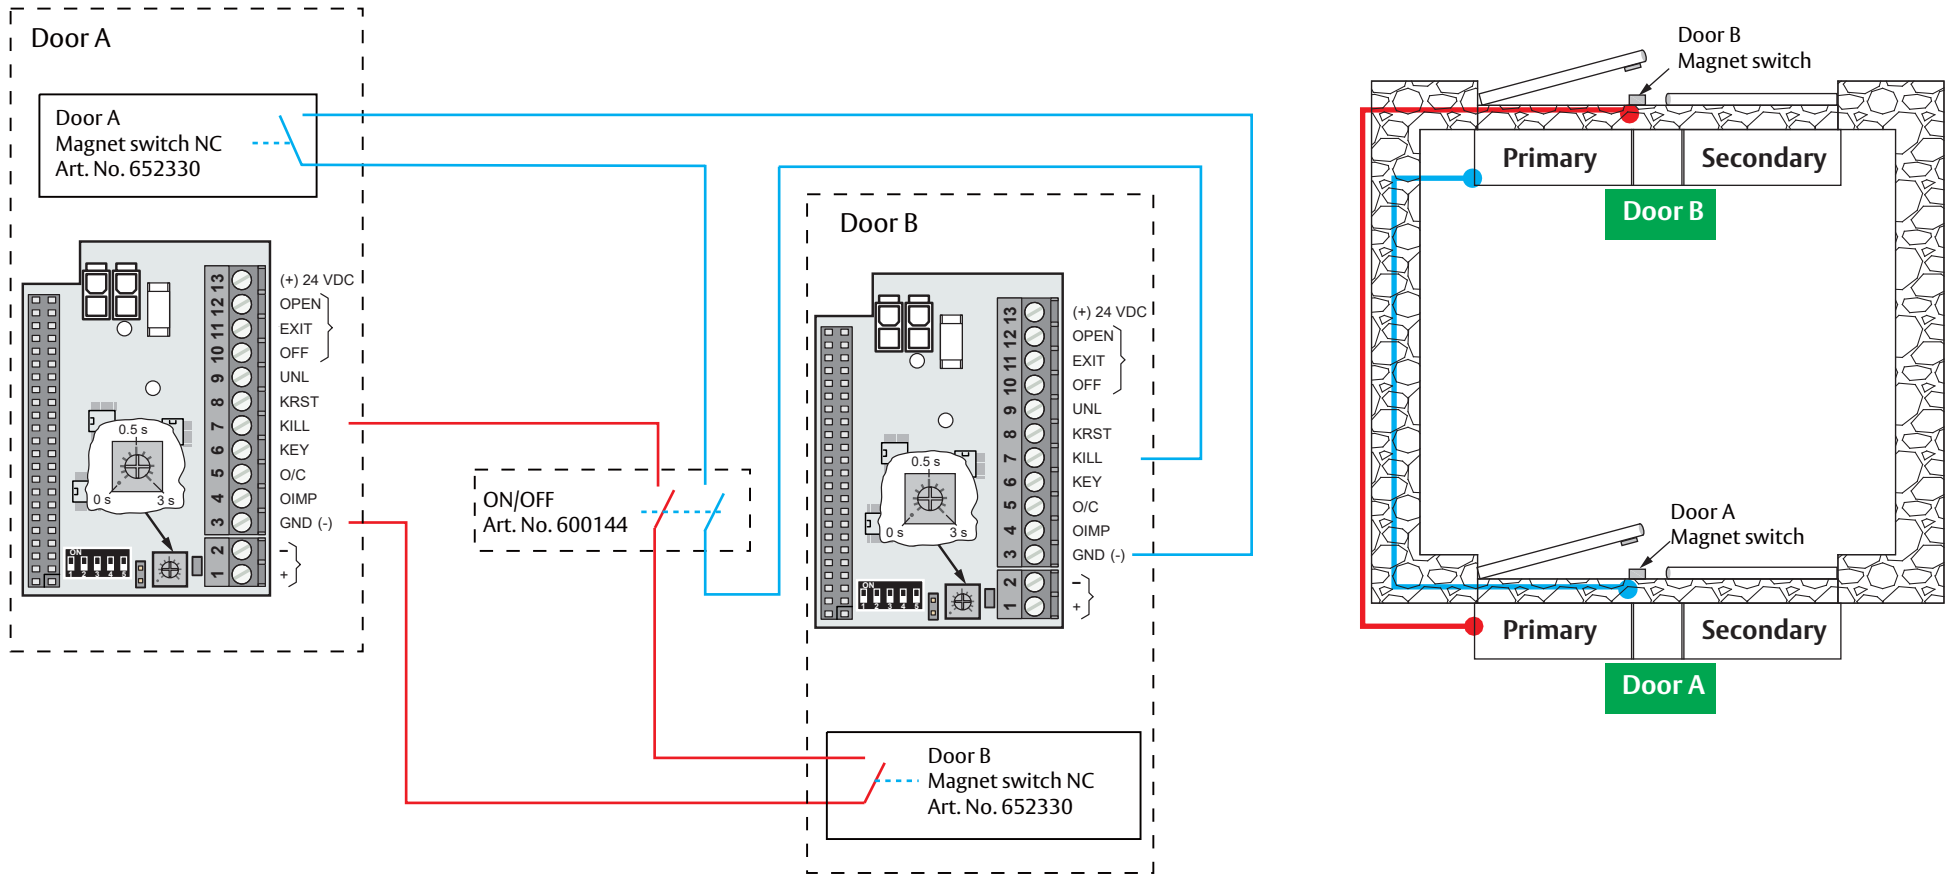 Door A
Door A
Magnet switch NC
Art. No. 652330
13 (+) 24 VDC
12 OPEN
11 EXIT
10 OFF
9 UNL
8 KRST
7 KILL
6 KEY
5 O/C
4 OIMP
3 GND (-)
2 –
1 +
0.5 s
0 s 3 s
ON
1 2 3 4 5
ON/OFF
Art. No. 600144
Door B
13 (+) 24 VDC
12 OPEN
11 EXIT
10 OFF
9 UNL
8 KRST
7 KILL
6 KEY
5 O/C
4 OIMP
3 GND (-)
2 –
1 +
0.5 s
0 s 3 s
ON
1 2 3 4 5
Door B
Magnet switch NC
Art. No. 652330
Door B
Magnet switch
Primary Secondary
Door B
Door A
Magnet switch
Primary Secondary
Door A